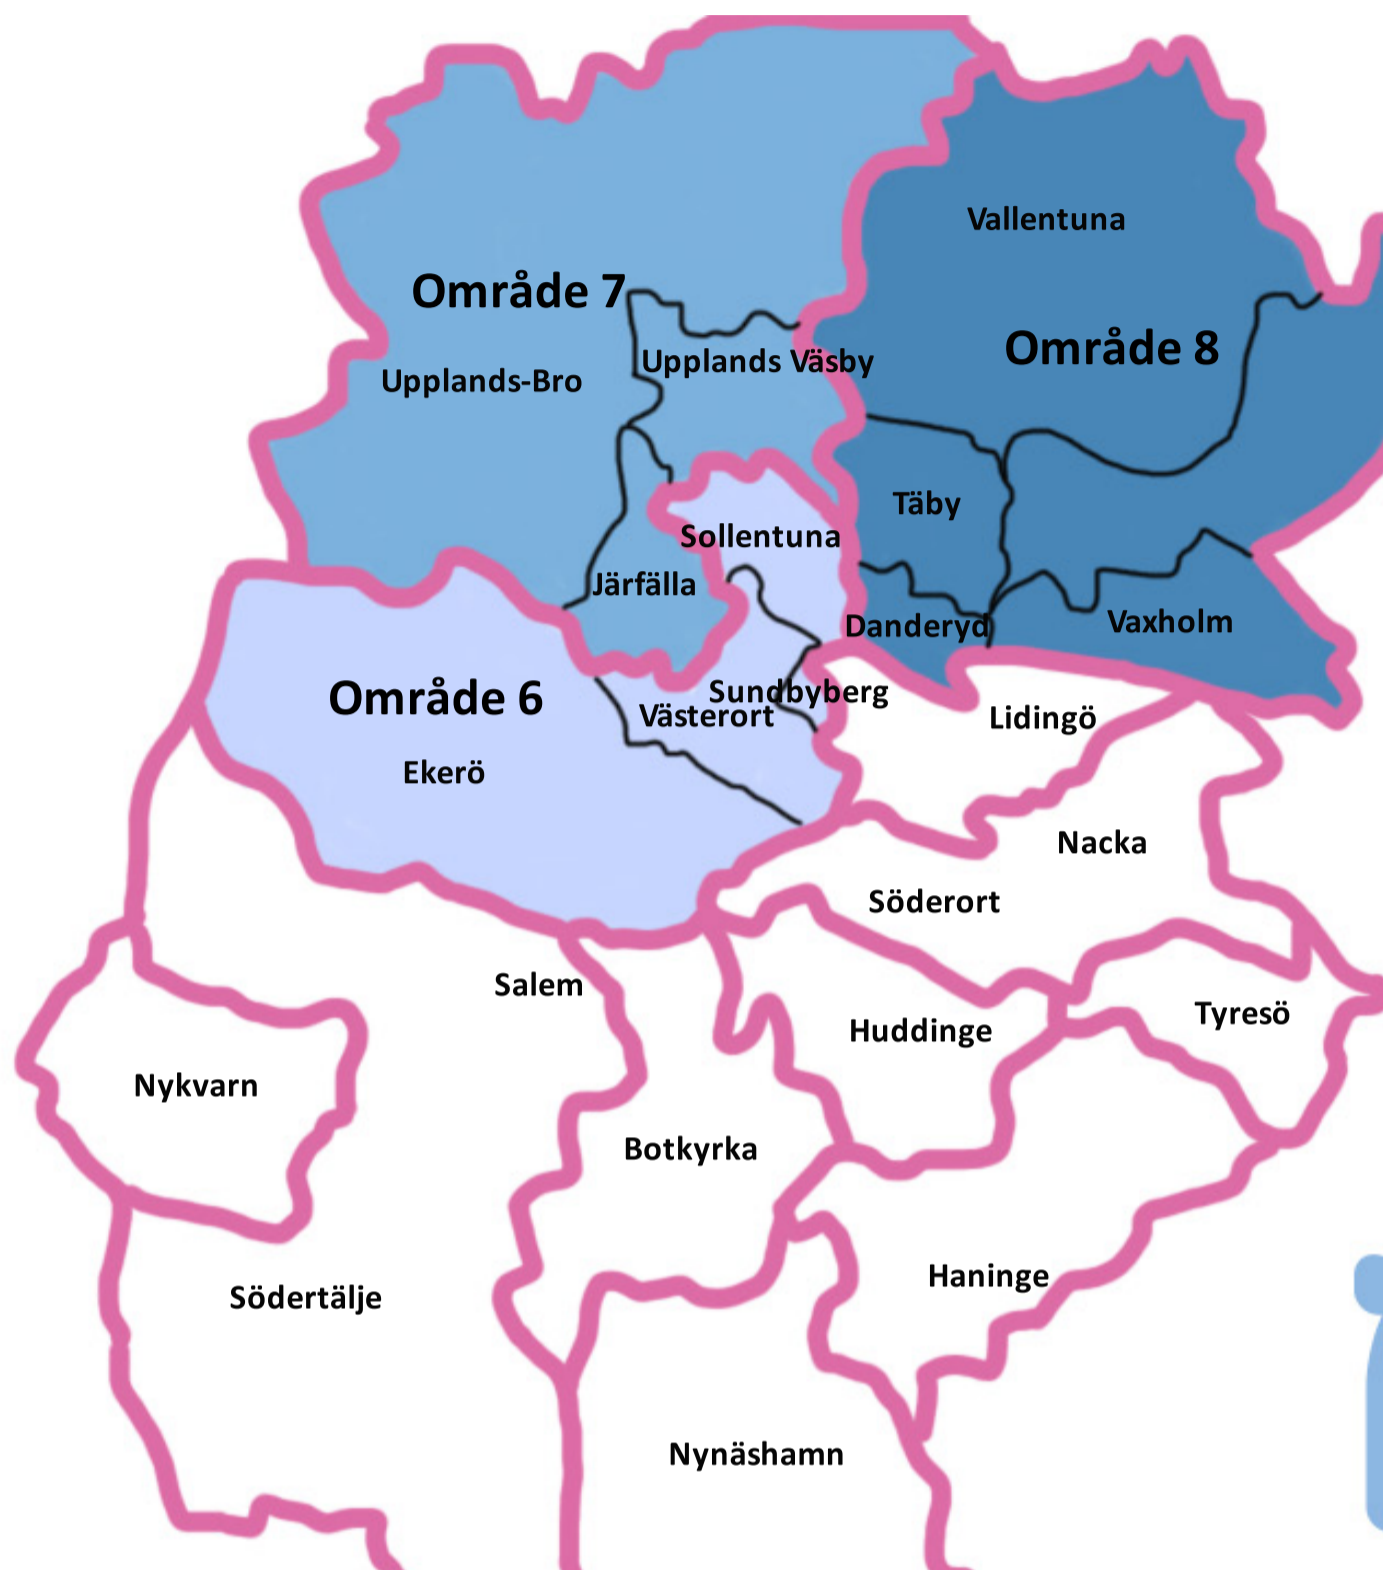 Vallentuna
Område 7
Område 8
Upplands Väsby
Upplands-Bro
Täby
Sollentuna
Järfälla
Danderyd
Vaxholm
Område 6
Sundbyberg
Västerort
Lidingö
Ekerö
Nacka
Söderort
Salem
Tyresö
Huddinge
Nykvarn
Botkyrka
Haninge
Södertälje
Nynäshamn